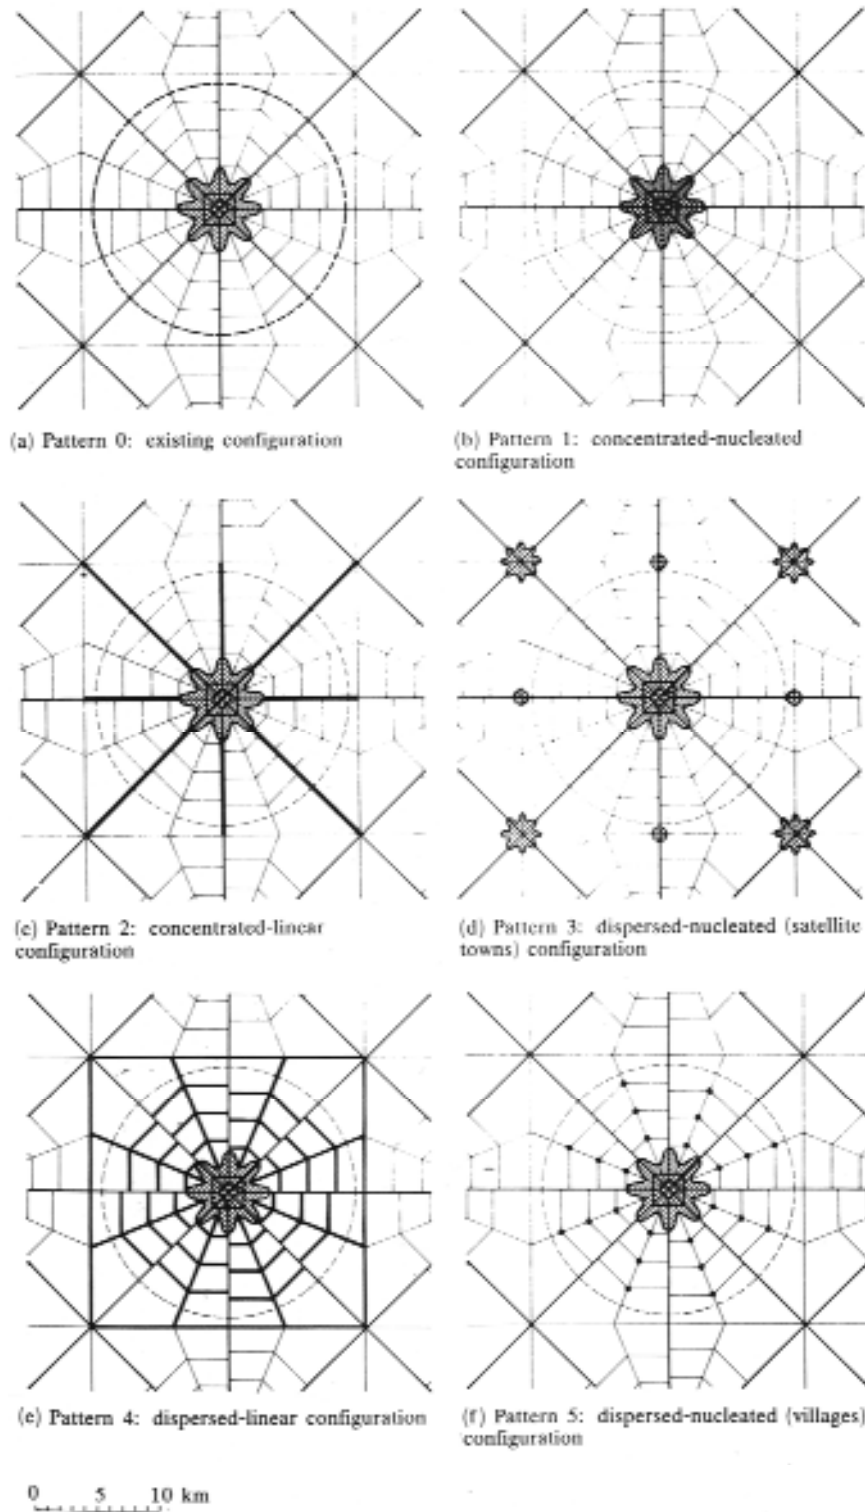 (a) Pattern 0: existing configuration
(b) Pattern 1: concentrated-nucleated
configuration
(c) Pattern 2: concentrated-linear
configuration
(d) Pattern 3: dispersed-nucleated (satellite
towns) configuration
(e) Pattern 4: dispersed-linear configuration
(f) Pattern 5: dispersed-nucleated (villages)
configuration
0 5 10 km